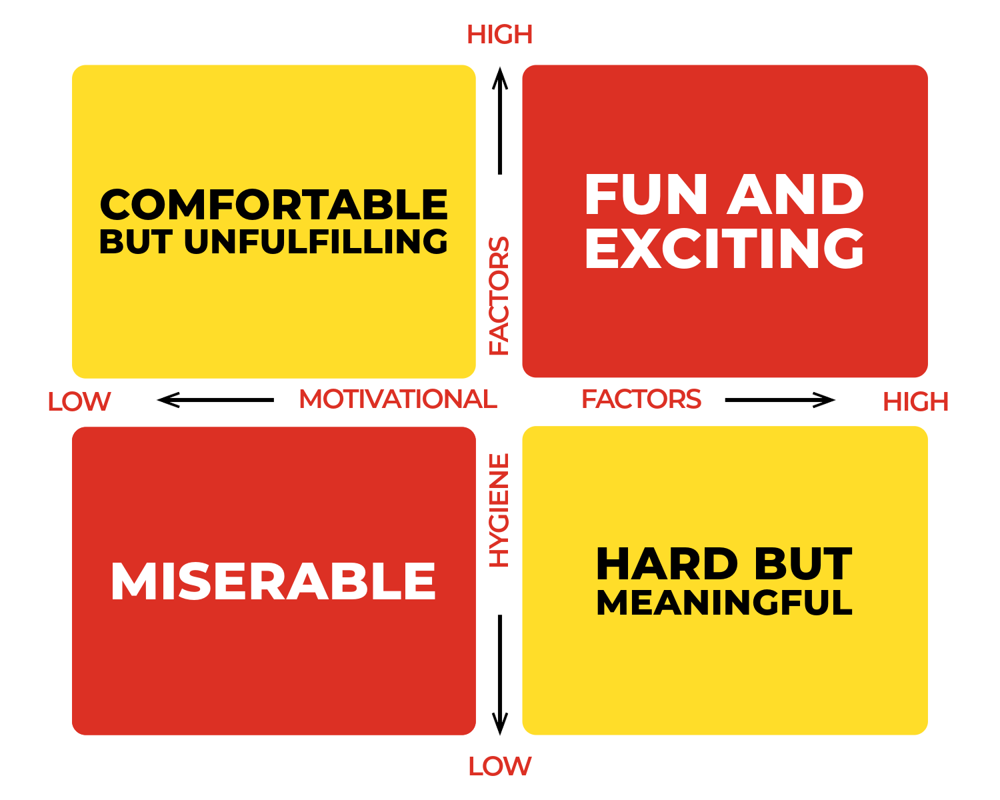 HIGH
COMFORTABLE
BUT UNFULFILLING
FUN AND
EXCITING
FACTORS
LOW
MOTIVATIONAL
FACTORS
HIGH
HYGIENE
MISERABLE
HARD BUT
MEANINGFUL
LOW